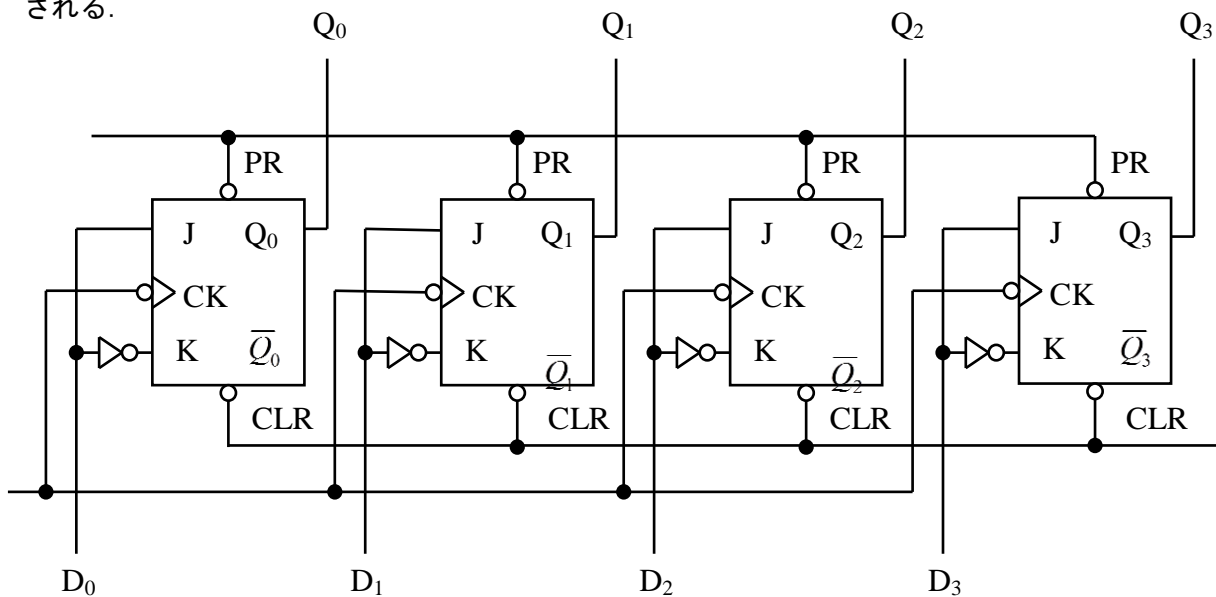 される.
Q₀ Q₁ Q₂ Q₃
PR PR PR PR
J Q₀ J Q₁ J Q₂ J Q₃
CK CK CK CK
K Q̅₀ K Q̅₁ K Q̅₂ K Q̅₃
CLR CLR CLR CLR
D₀ D₁ D₂ D₃